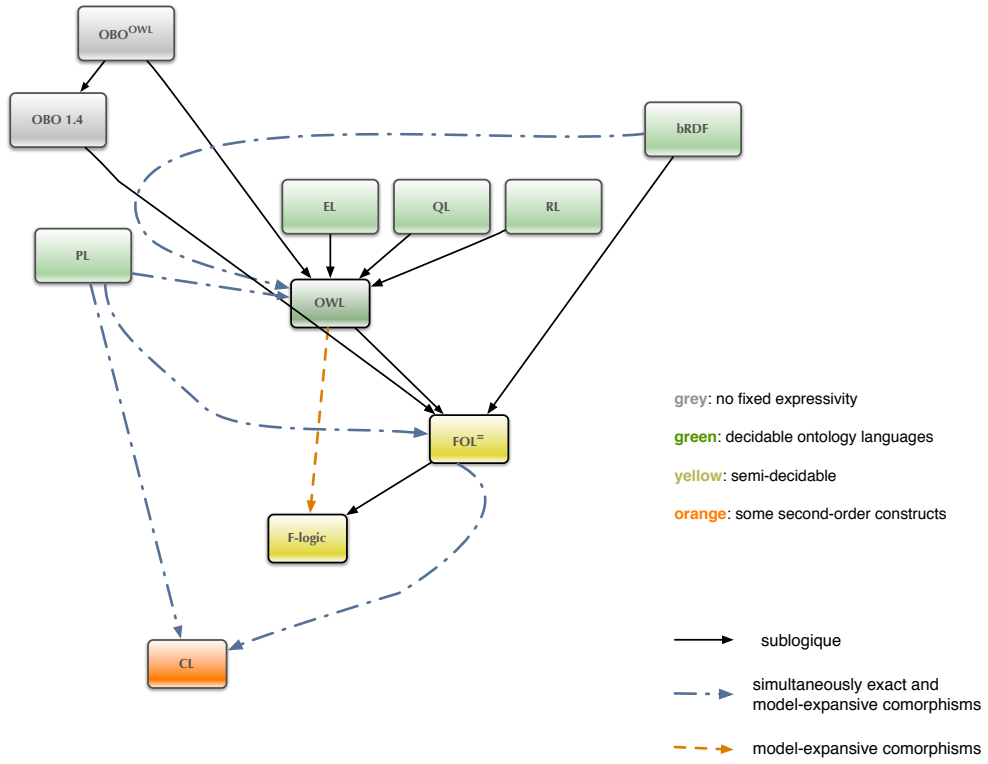 OBO^OWL
OBO 1.4
bRDF
EL
QL
RL
PL
OWL
FOL^=
F-logic
CL
grey: no fixed expressivity
green: decidable ontology languages
yellow: semi-decidable
orange: some second-order constructs
sublogique
simultaneously exact and
model-expansive comorphisms
model-expansive comorphisms